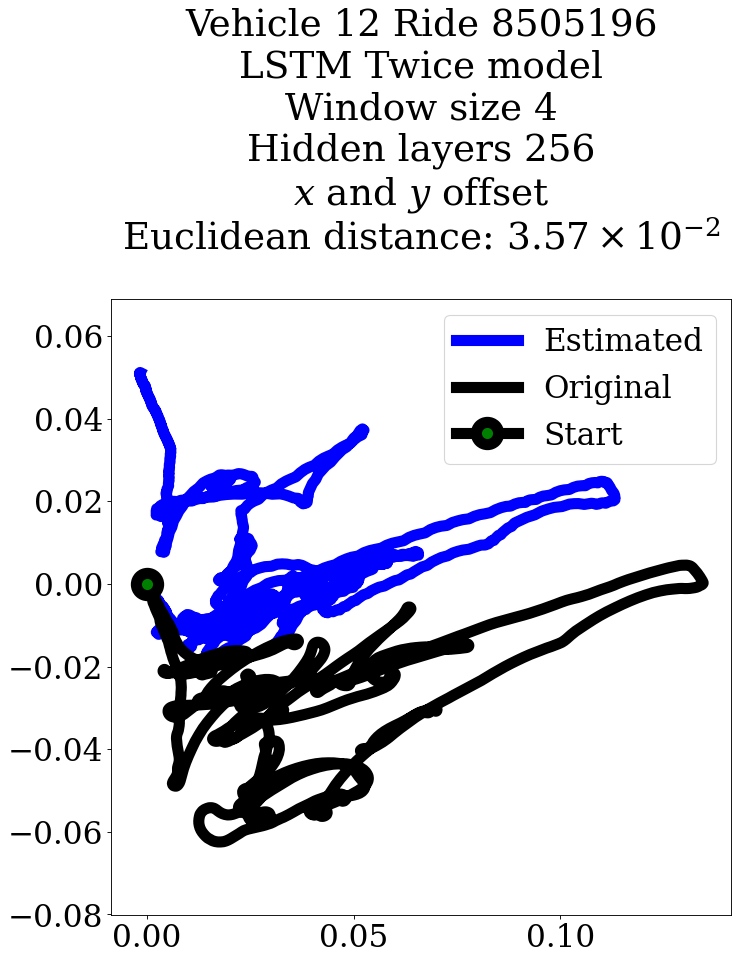 Vehicle 12 Ride 8505196
LSTM Twice model
Window size 4
Hidden layers 256
x and y offset
Euclidean distance: 3.57 × 10⁻²
Estimated
Original
Start
0.06
0.04
0.02
0.00
−0.02
−0.04
−0.06
−0.08
0.00 0.05 0.10